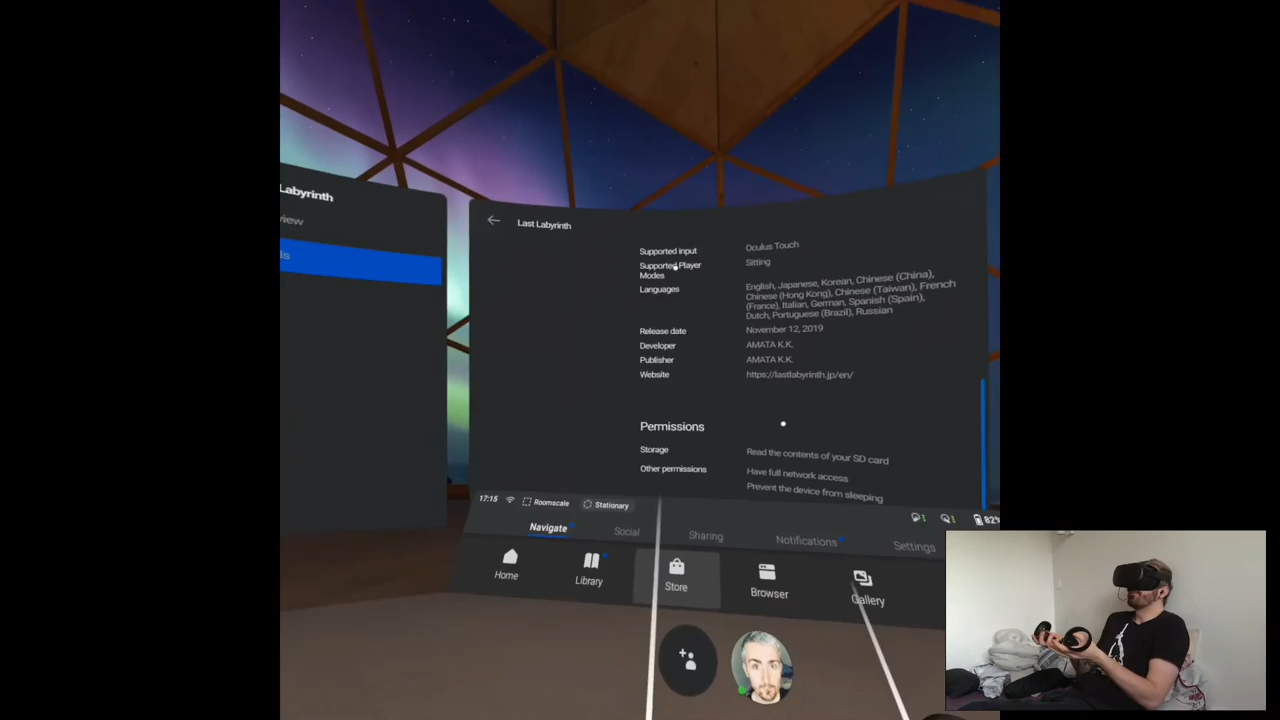 Labyrinth
view
ls
Last Labyrinth
Supported input
Oculus Touch
Supported Player
Modes
Sitting
Languages
English, Japanese, Korean, Chinese (China),
Chinese (Hong Kong), Chinese (Taiwan), French
(France), Italian, German, Spanish (Spain),
Dutch, Portuguese (Brazil), Russian
Release date
November 12, 2019
Developer
AMATA K.K.
Publisher
AMATA K.K.
Website
https://lastlabyrinth.jp/en/
Permissions
Storage
Read the contents of your SD card
Other permissions
Have full network access
Prevent the device from sleeping
17:15
Roomscale
Stationary
82%
Navigate
Social
Sharing
Notifications
Settings
Home
Library
Store
Browser
Gallery